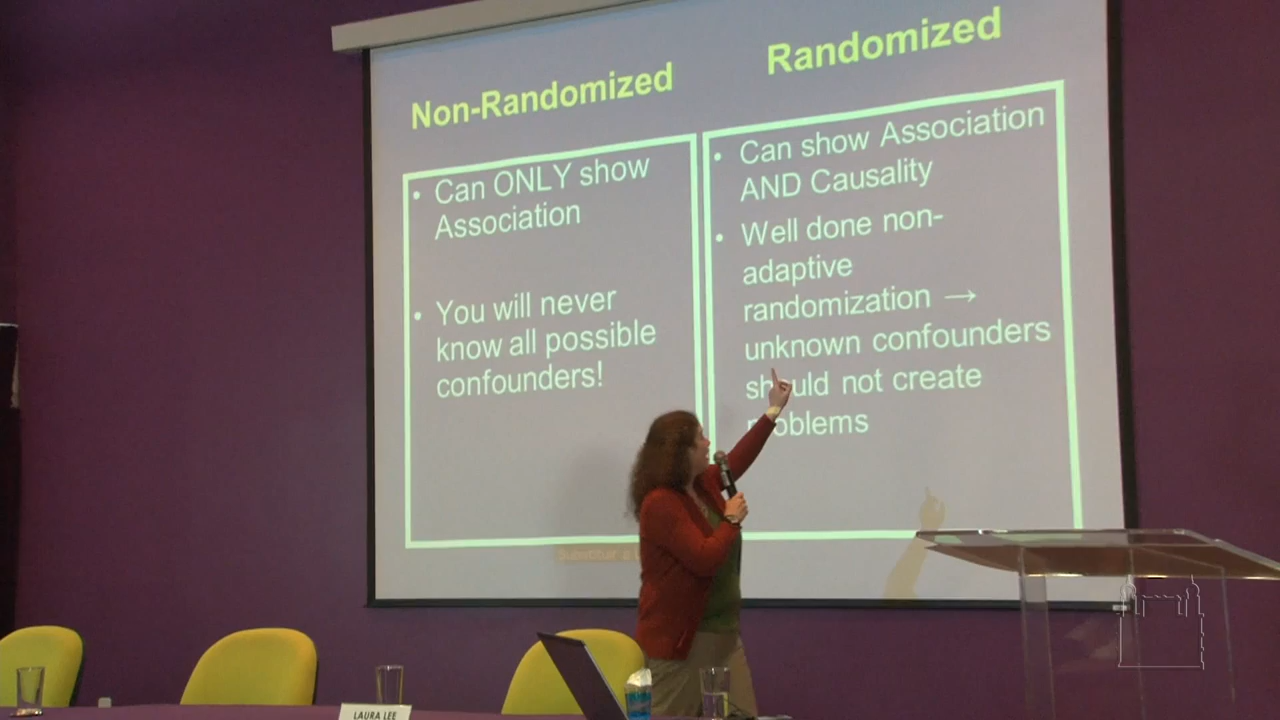 Non-Randomized
Randomized
• Can ONLY show
Association
• You will never
know all possible
confounders!
• Can show Association
AND Causality
• Well done non-
adaptive
randomization →
unknown confounders
should not create
problems
LAURA LEE